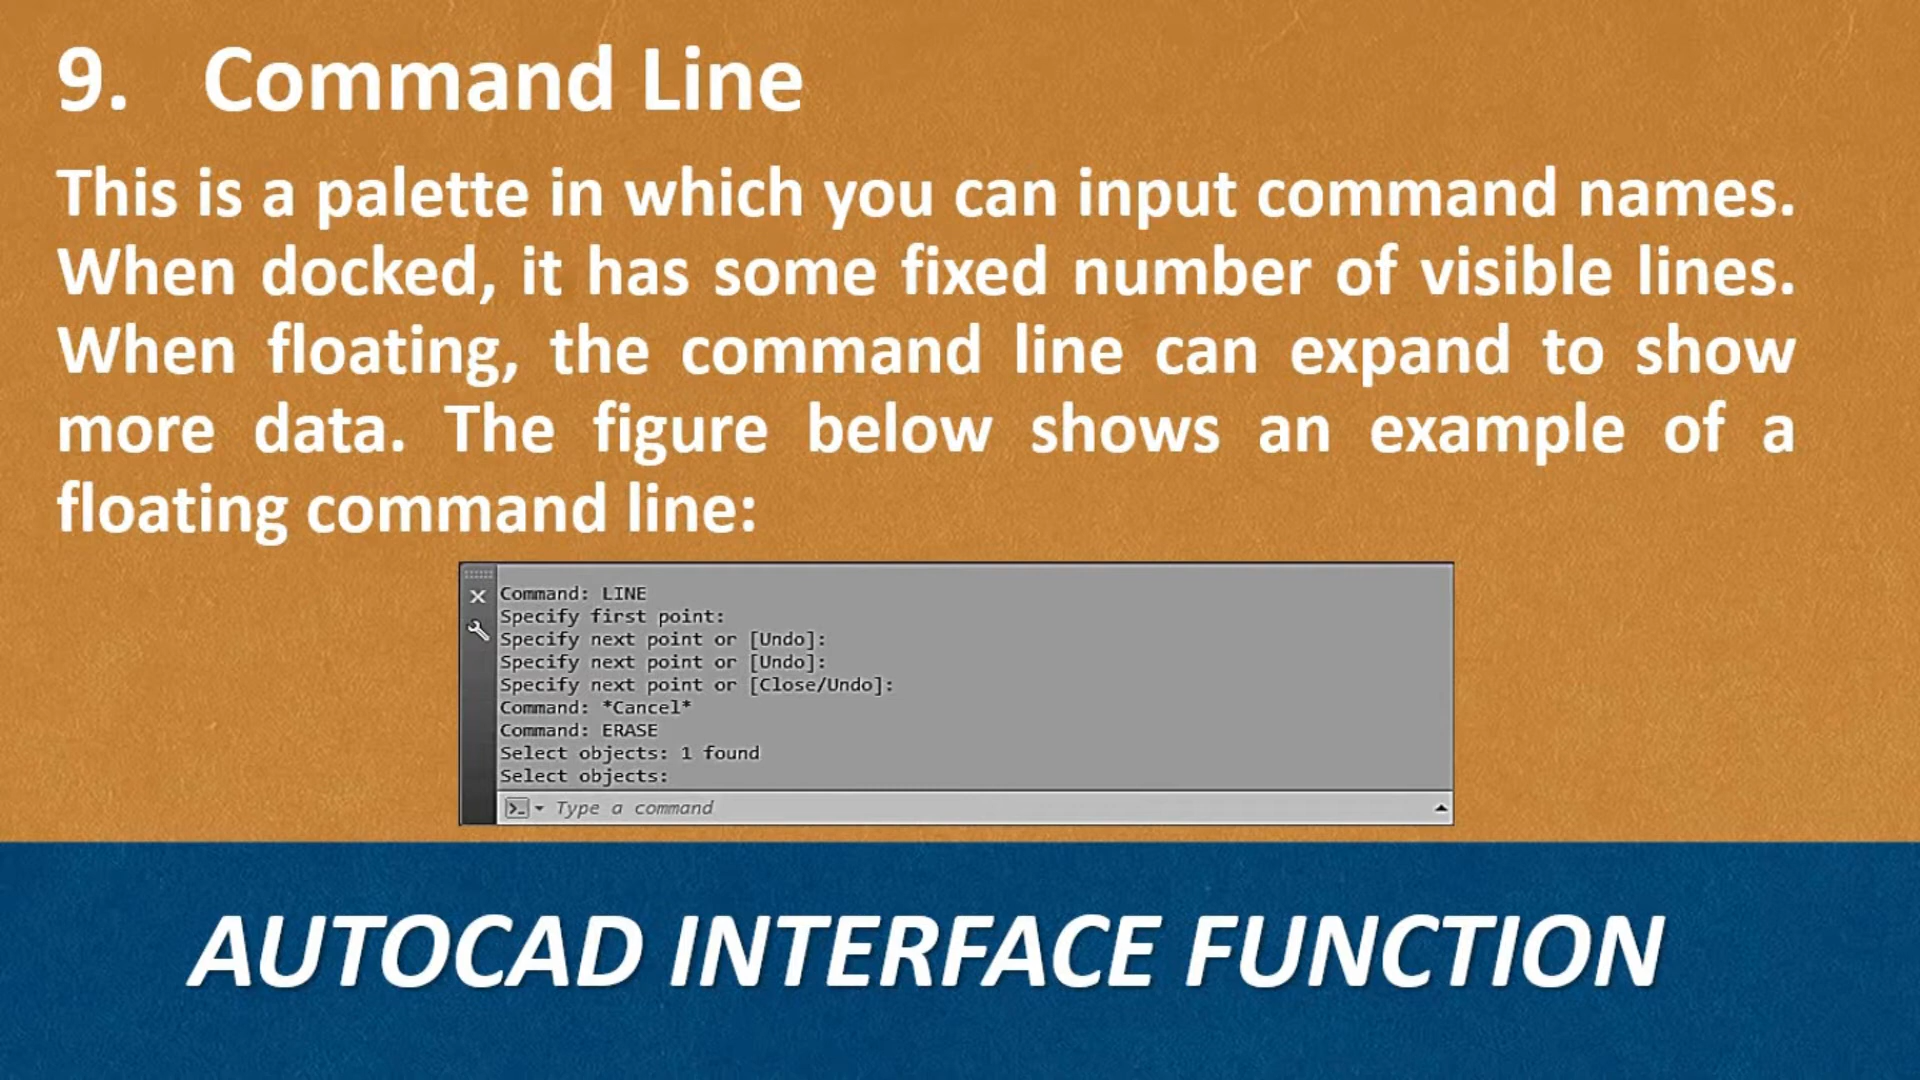 9. Command Line
This is a palette in which you can input command names.
When docked, it has some fixed number of visible lines.
When floating, the command line can expand to show
more data. The figure below shows an example of a
floating command line:
Command: LINE
Specify first point:
Specify next point or [Undo]:
Specify next point or [Undo]:
Specify next point or [Close/Undo]:
Command: *Cancel*
Command: ERASE
Select objects: 1 found
Select objects:
Type a command
AUTOCAD INTERFACE FUNCTION